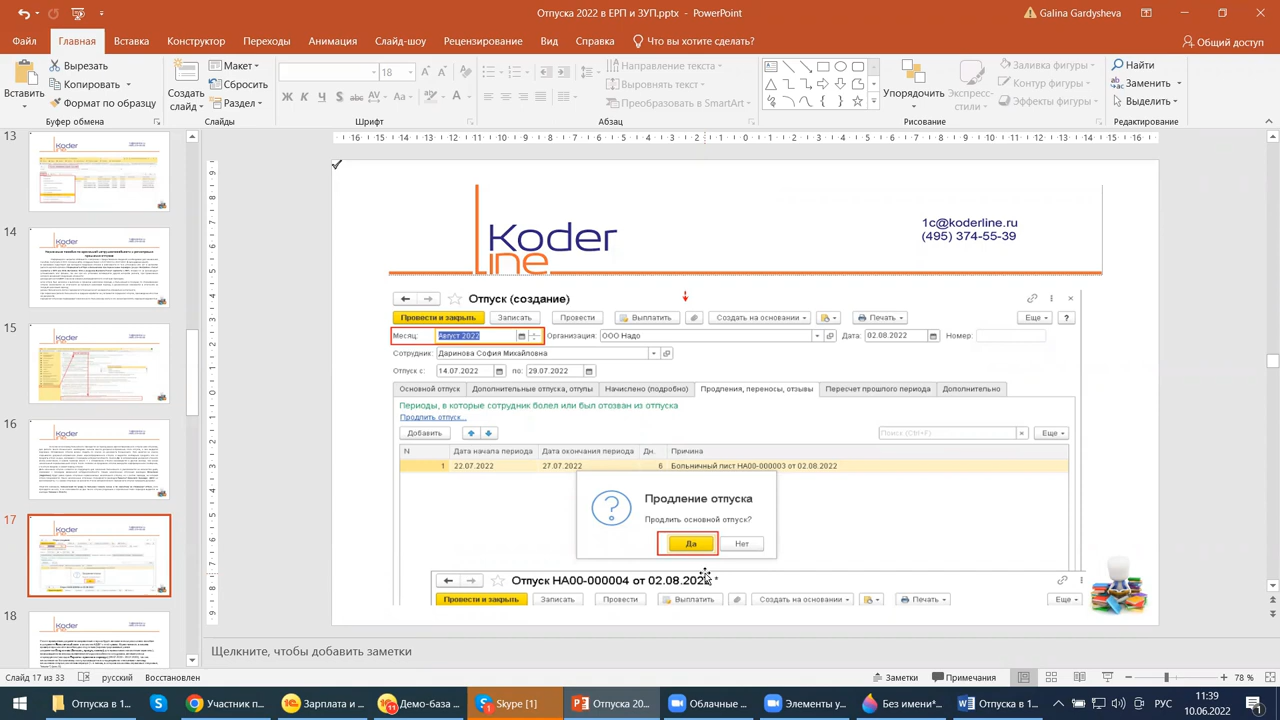 Отпуска в 1С 2022.pptx - PowerPoint
Galina Gardysheva
Файл Главная Вставка Конструктор Переходы Анимация Слайд-шоу Рецензирование Вид Справка Что вы хотите сделать? Общий доступ
Вставить
Вырезать
Копировать
Формат по образцу
Буфер обмена
Создать слайд
Макет
Сбросить
Раздел
Слайды
18
Шрифт
Направление текста
Выровнять текст
Преобразовать в SmartArt
Абзац
Упорядочить
Экспресс-стили
Заливка фигуры
Контур фигуры
Эффекты фигуры
Рисование
Найти
Заменить
Выделить
Редактирование
13
14
15
16
17
18
Koder
line
1c@koderline.ru
(495) 374-55-39
Отпуск (создание)
Провести и закрыть Записать Провести Выплатить Создать на основании Печать Еще ?
Месяц: Август 2022 Организация: ООО Надо Дата: 02.08.2022 Номер:
Сотрудник: Даринова София Михайловна
Отпуск с: 14.07.2022 по: 29.07.2022
Основной отпуск Дополнительные отпуска, отгулы Начислено (подробно) Продления, переносы, отзывы Пересчет прошлого периода Дополнительно
Периоды, в которые сотрудник болел или был отозван из отпуска
Продлить отпуск...
Добавить Поиск (Ctrl+F) Еще
N Дата начала периода Дата окончания периода Дн. Причина
1 22.07.2022 27.07.2022 6 Больничный лист НА00-000003 от 02.08.2022
Продление отпуска
Продлить основной отпуск?
Да Нет
Отпуск НА00-000004 от 02.08.2022 *
Провести и закрыть Записать Провести Выплатить Создать на основании Печать Еще
Щелкните, чтобы добавить заметки
Слайд 17 из 33 русский Восстановлен Заметки Примечания 78 %
Отпуска в 1... Участник п... Зарплата и ... Демо-база ... Skype [1] Отпуска 20... Облачные ... Элементы у... Без имени*... Отпуска в 1... РУС 11:39
10.06.2022